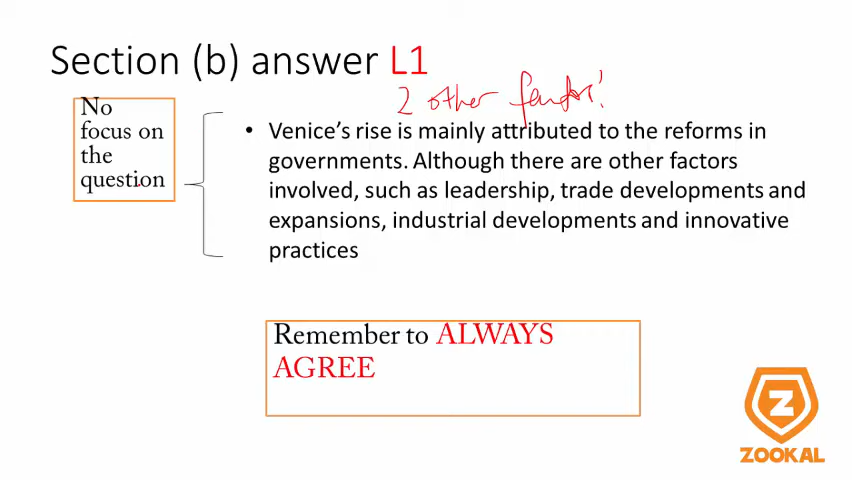 Section (b) answer L1
2 other factors!
No
focus on
the
question
• Venice's rise is mainly attributed to the reforms in
governments. Although there are other factors
involved, such as leadership, trade developments and
expansions, industrial developments and innovative
practices
Remember to ALWAYS
AGREE
Z
ZOOKAL